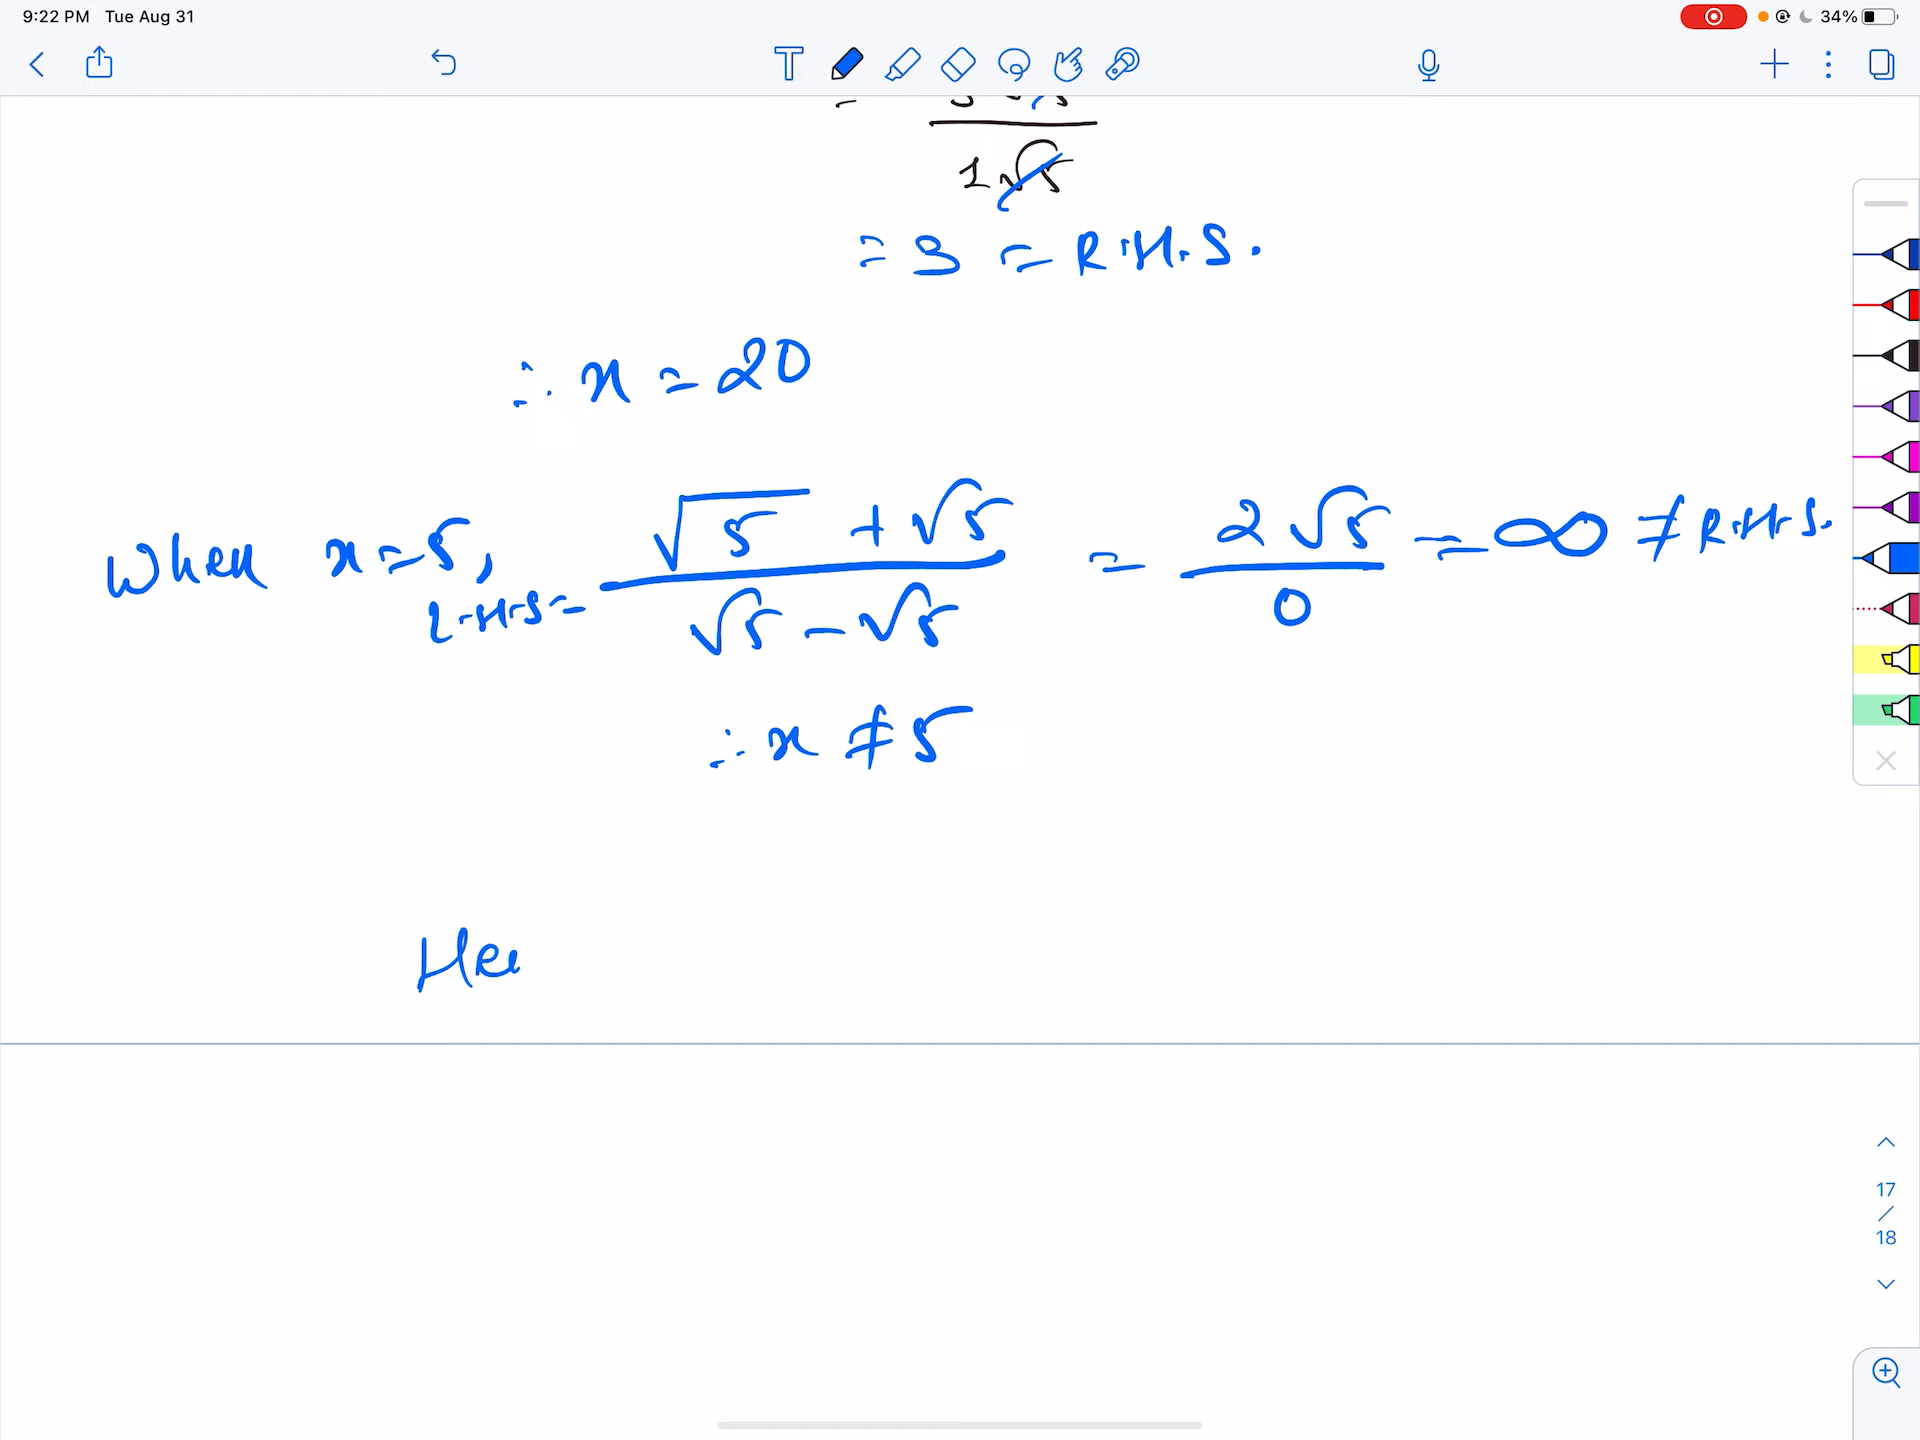 9:22 PM Tue Aug 31
34%
=
1√5
= 3 = R.H.S.
∴ x = 20
When x=5, L.H.S = (√5 + √5)/(√5 - √5) = 2√5/0 = ∞ ≠ R.H.S.
∴ x ≠ 5
Hen
17
/
18